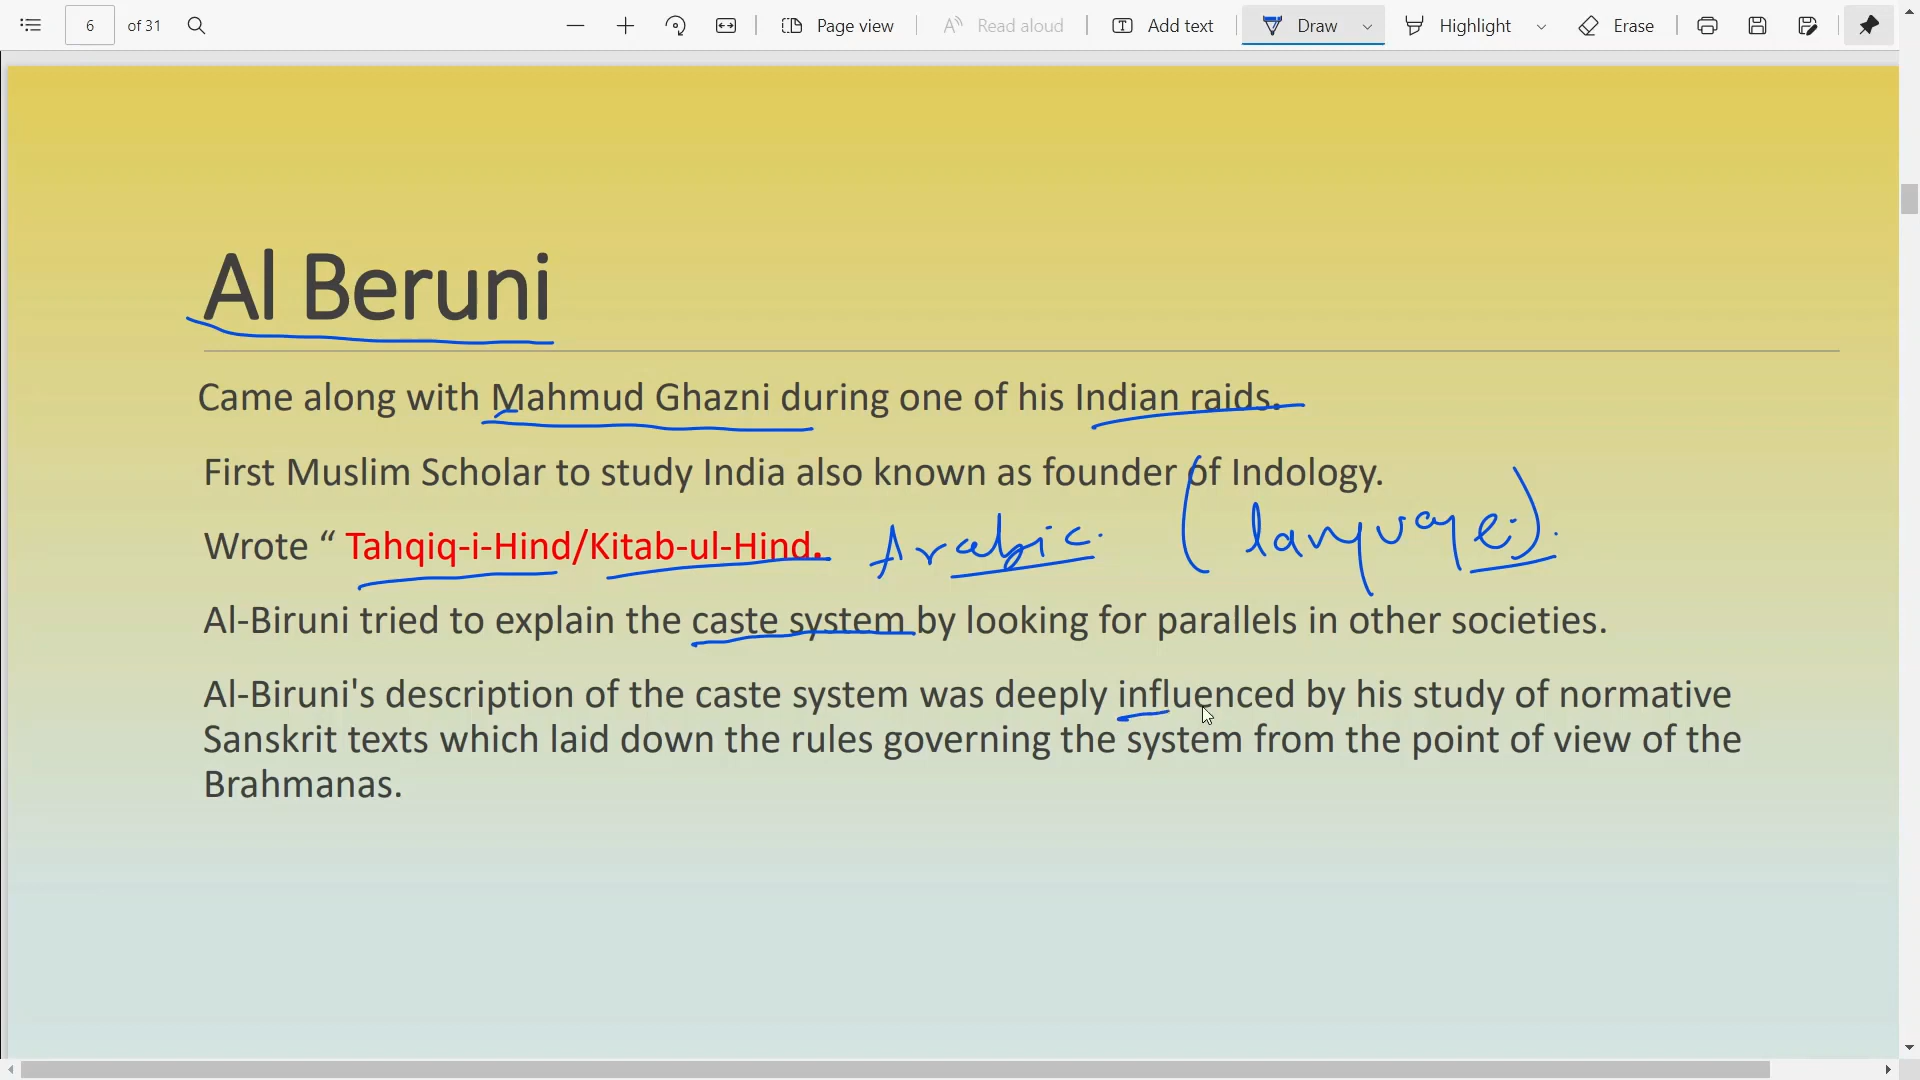 6 of 31 Page view Read aloud Add text Draw Highlight Erase
Al Beruni
Came along with Mahmud Ghazni during one of his Indian raids.
First Muslim Scholar to study India also known as founder of Indology.
Wrote “ Tahqiq-i-Hind/Kitab-ul-Hind. Arabic. (language).
Al-Biruni tried to explain the caste system by looking for parallels in other societies.
Al-Biruni's description of the caste system was deeply influenced by his study of normative
Sanskrit texts which laid down the rules governing the system from the point of view of the
Brahmanas.